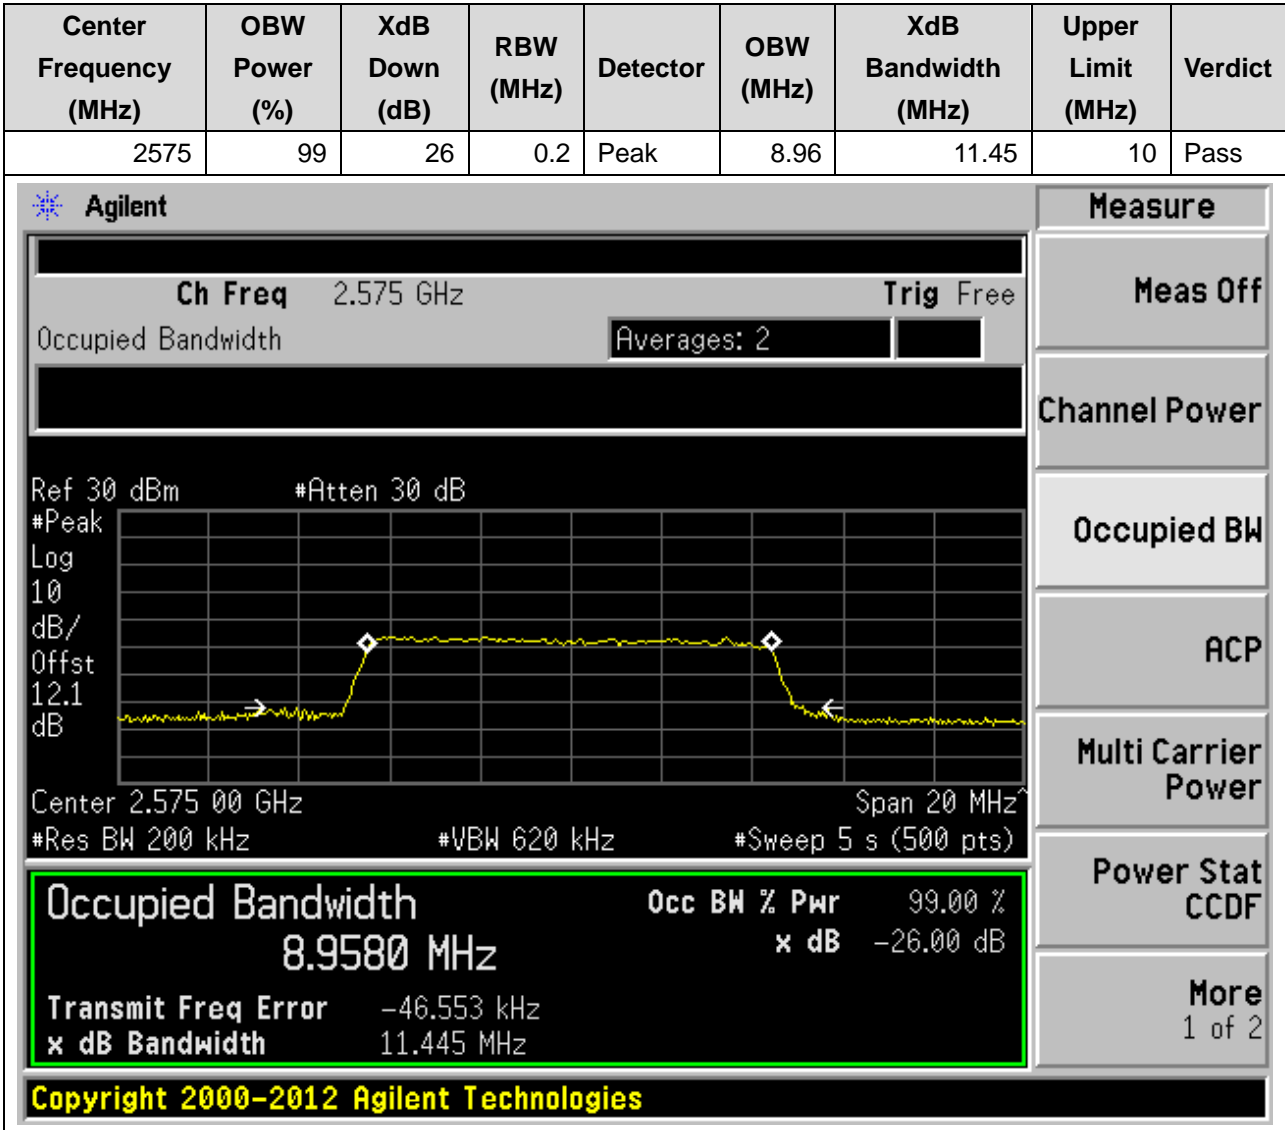 Center Frequency (MHz) OBW Power (%) XdB Down (dB) RBW (MHz) Detector OBW (MHz) XdB Bandwidth (MHz) Upper Limit (MHz) Verdict
2575 99 26 0.2 Peak 8.96 11.45 10 Pass
Agilent
Measure
Ch Freq 2.575 GHz Trig Free
Meas Off
Occupied Bandwidth Averages: 2
Channel Power
Ref 30 dBm #Atten 30 dB
#Peak
Log
10
dB/
Offst
12.1
dB
Occupied BW
ACP
Multi Carrier
Power
Center 2.575 00 GHz Span 20 MHz^
#Res BW 200 kHz #VBW 620 kHz #Sweep 5 s (500 pts)
Power Stat
CCDF
Occupied Bandwidth Occ BW % Pwr 99.00 %
8.9580 MHz x dB -26.00 dB
Transmit Freq Error -46.553 kHz
x dB Bandwidth 11.445 MHz
More
1 of 2
Copyright 2000-2012 Agilent Technologies